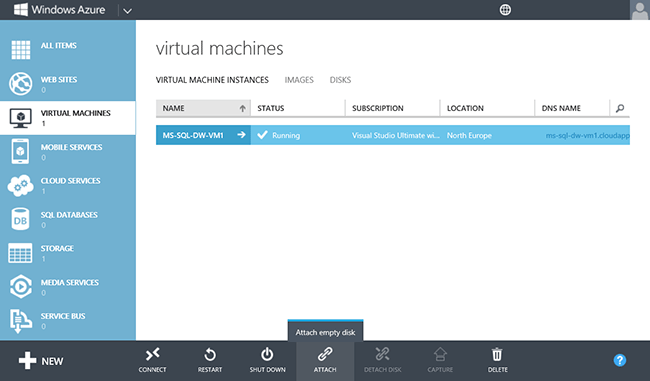 Windows Azure
ALL ITEMS
WEB SITES
0
VIRTUAL MACHINES
1
MOBILE SERVICES
0
CLOUD SERVICES
1
SQL DATABASES
0
DB
STORAGE
1
MEDIA SERVICES
0
SERVICE BUS
0
virtual machines
VIRTUAL MACHINE INSTANCES IMAGES DISKS
NAME STATUS SUBSCRIPTION LOCATION DNS NAME
MS-SQL-DW-VM1 Running Visual Studio Ultimate wi... North Europe ms-sql-dw-vm1.cloudapp
Attach empty disk
NEW CONNECT RESTART SHUT DOWN ATTACH DETACH DISK CAPTURE DELETE ?